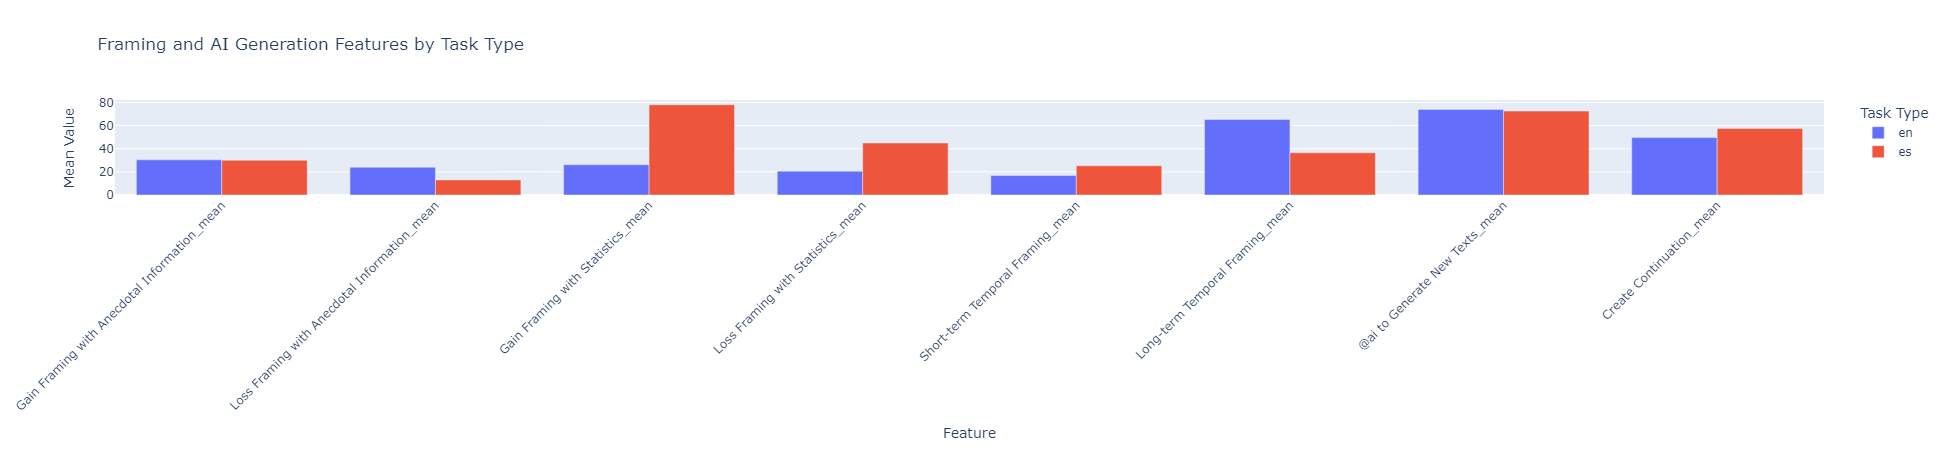 Framing and AI Generation Features by Task Type
Mean Value
80
60
40
20
0
Gain Framing with Anecdotal Information_mean
Loss Framing with Anecdotal Information_mean
Gain Framing with Statistics_mean
Loss Framing with Statistics_mean
Short-term Temporal Framing_mean
Long-term Temporal Framing_mean
@ai to Generate New Texts_mean
Create Continuation_mean
Feature
Task Type
en
es